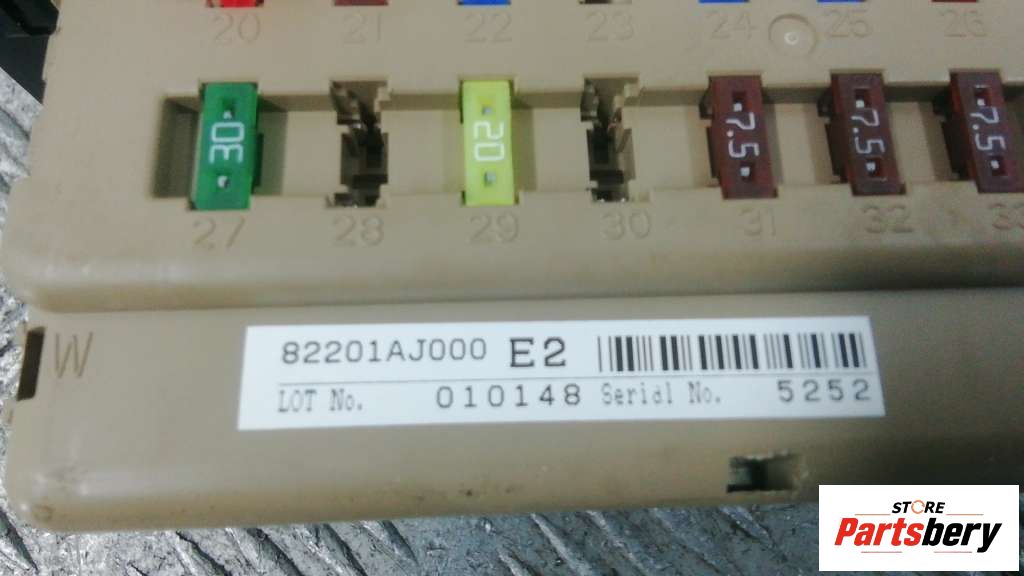 20 21 22 23 24 25 26
30 20 7.5 7.5 7.5
27 28 29 30 31 32 33
W
82201AJ000 E2
LOT No. 010148 Serial No. 5252
STORE
Partsbery